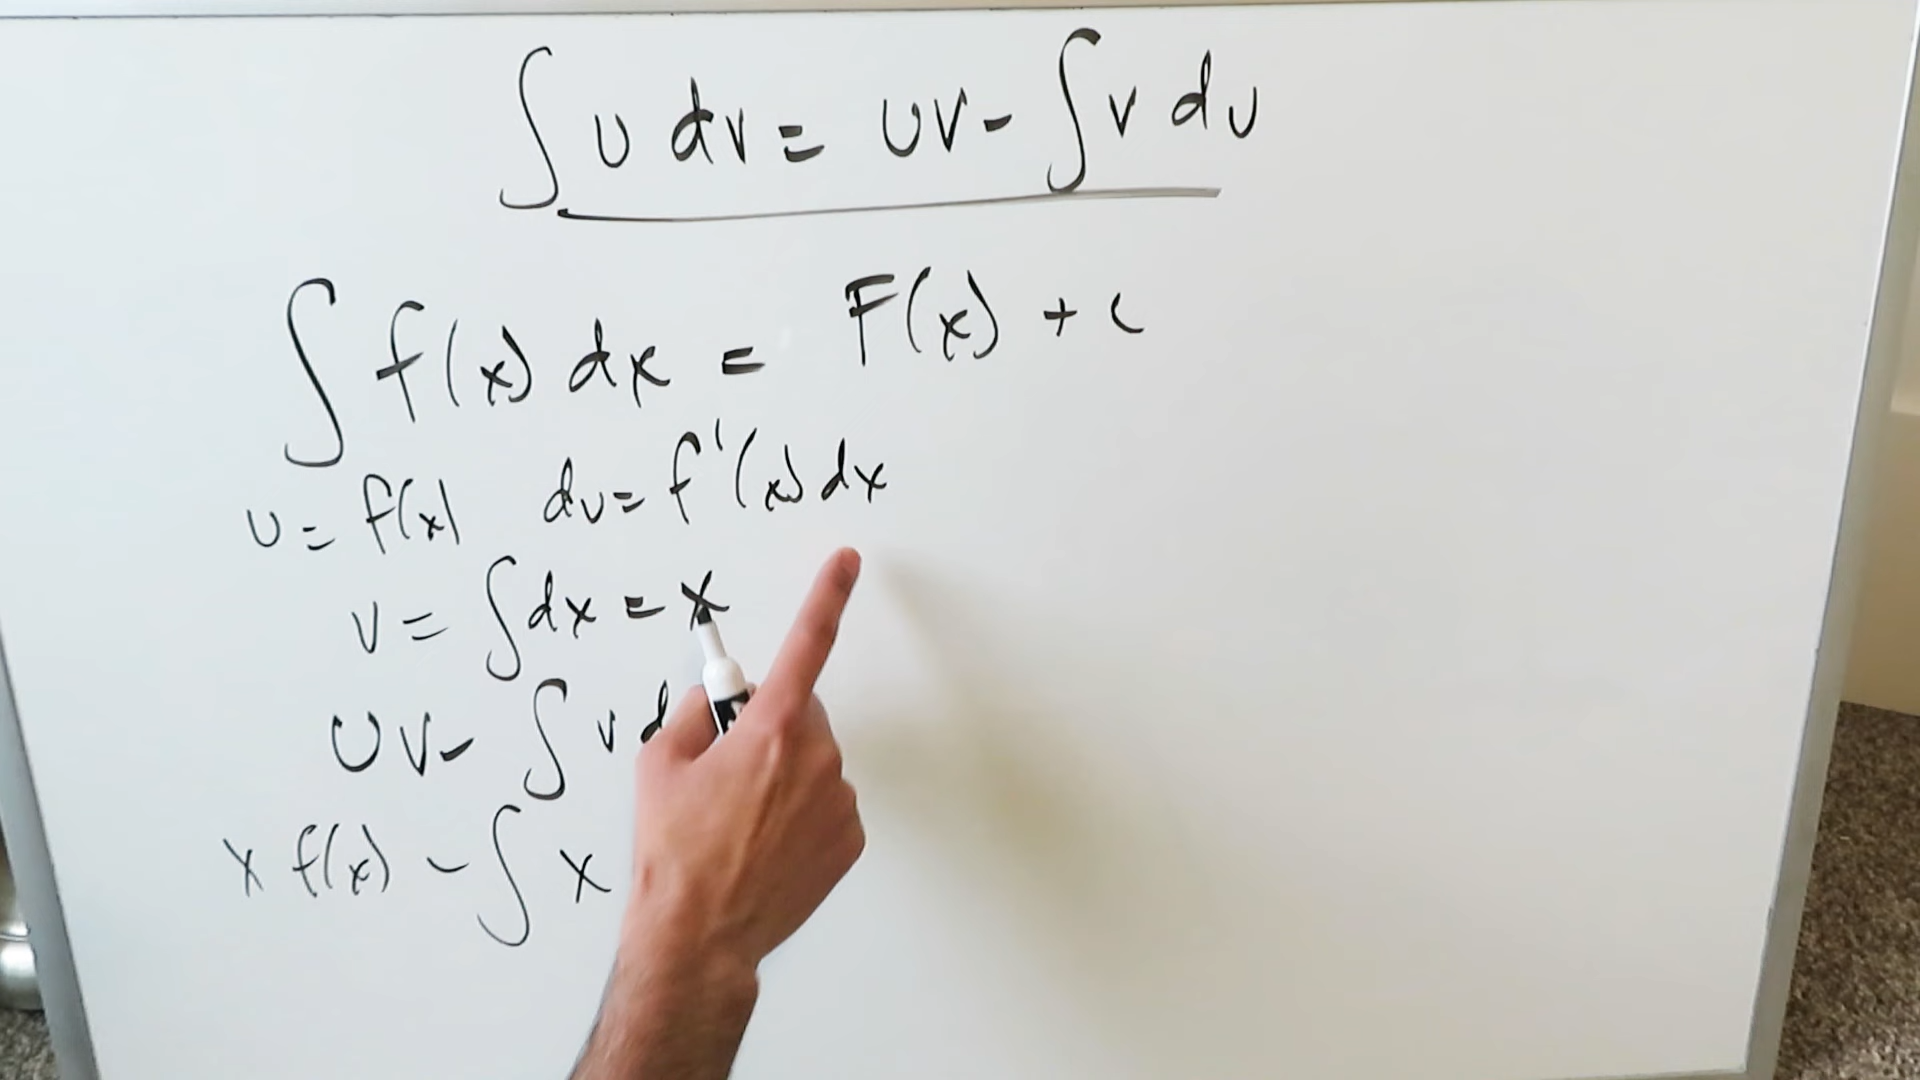 ∫ u dv = uv - ∫ v du
∫ f(x) dx = F(x) + c
u = f(x) du = f'(x) dx
v = ∫ dx = x
uv - ∫ v d
x f(x) - ∫ x